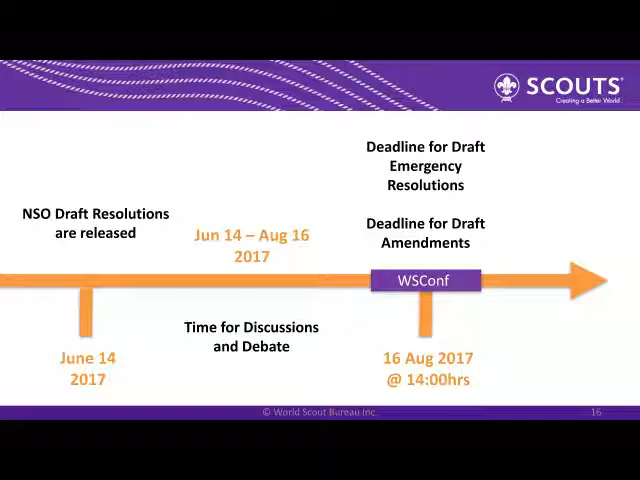 SCOUTS®
Creating a Better World
Deadline for Draft
Emergency
Resolutions
NSO Draft Resolutions
are released
Jun 14 – Aug 16
2017
Deadline for Draft
Amendments
WSConf
Time for Discussions
and Debate
June 14
2017
16 Aug 2017
@ 14:00hrs
© World Scout Bureau Inc.
16